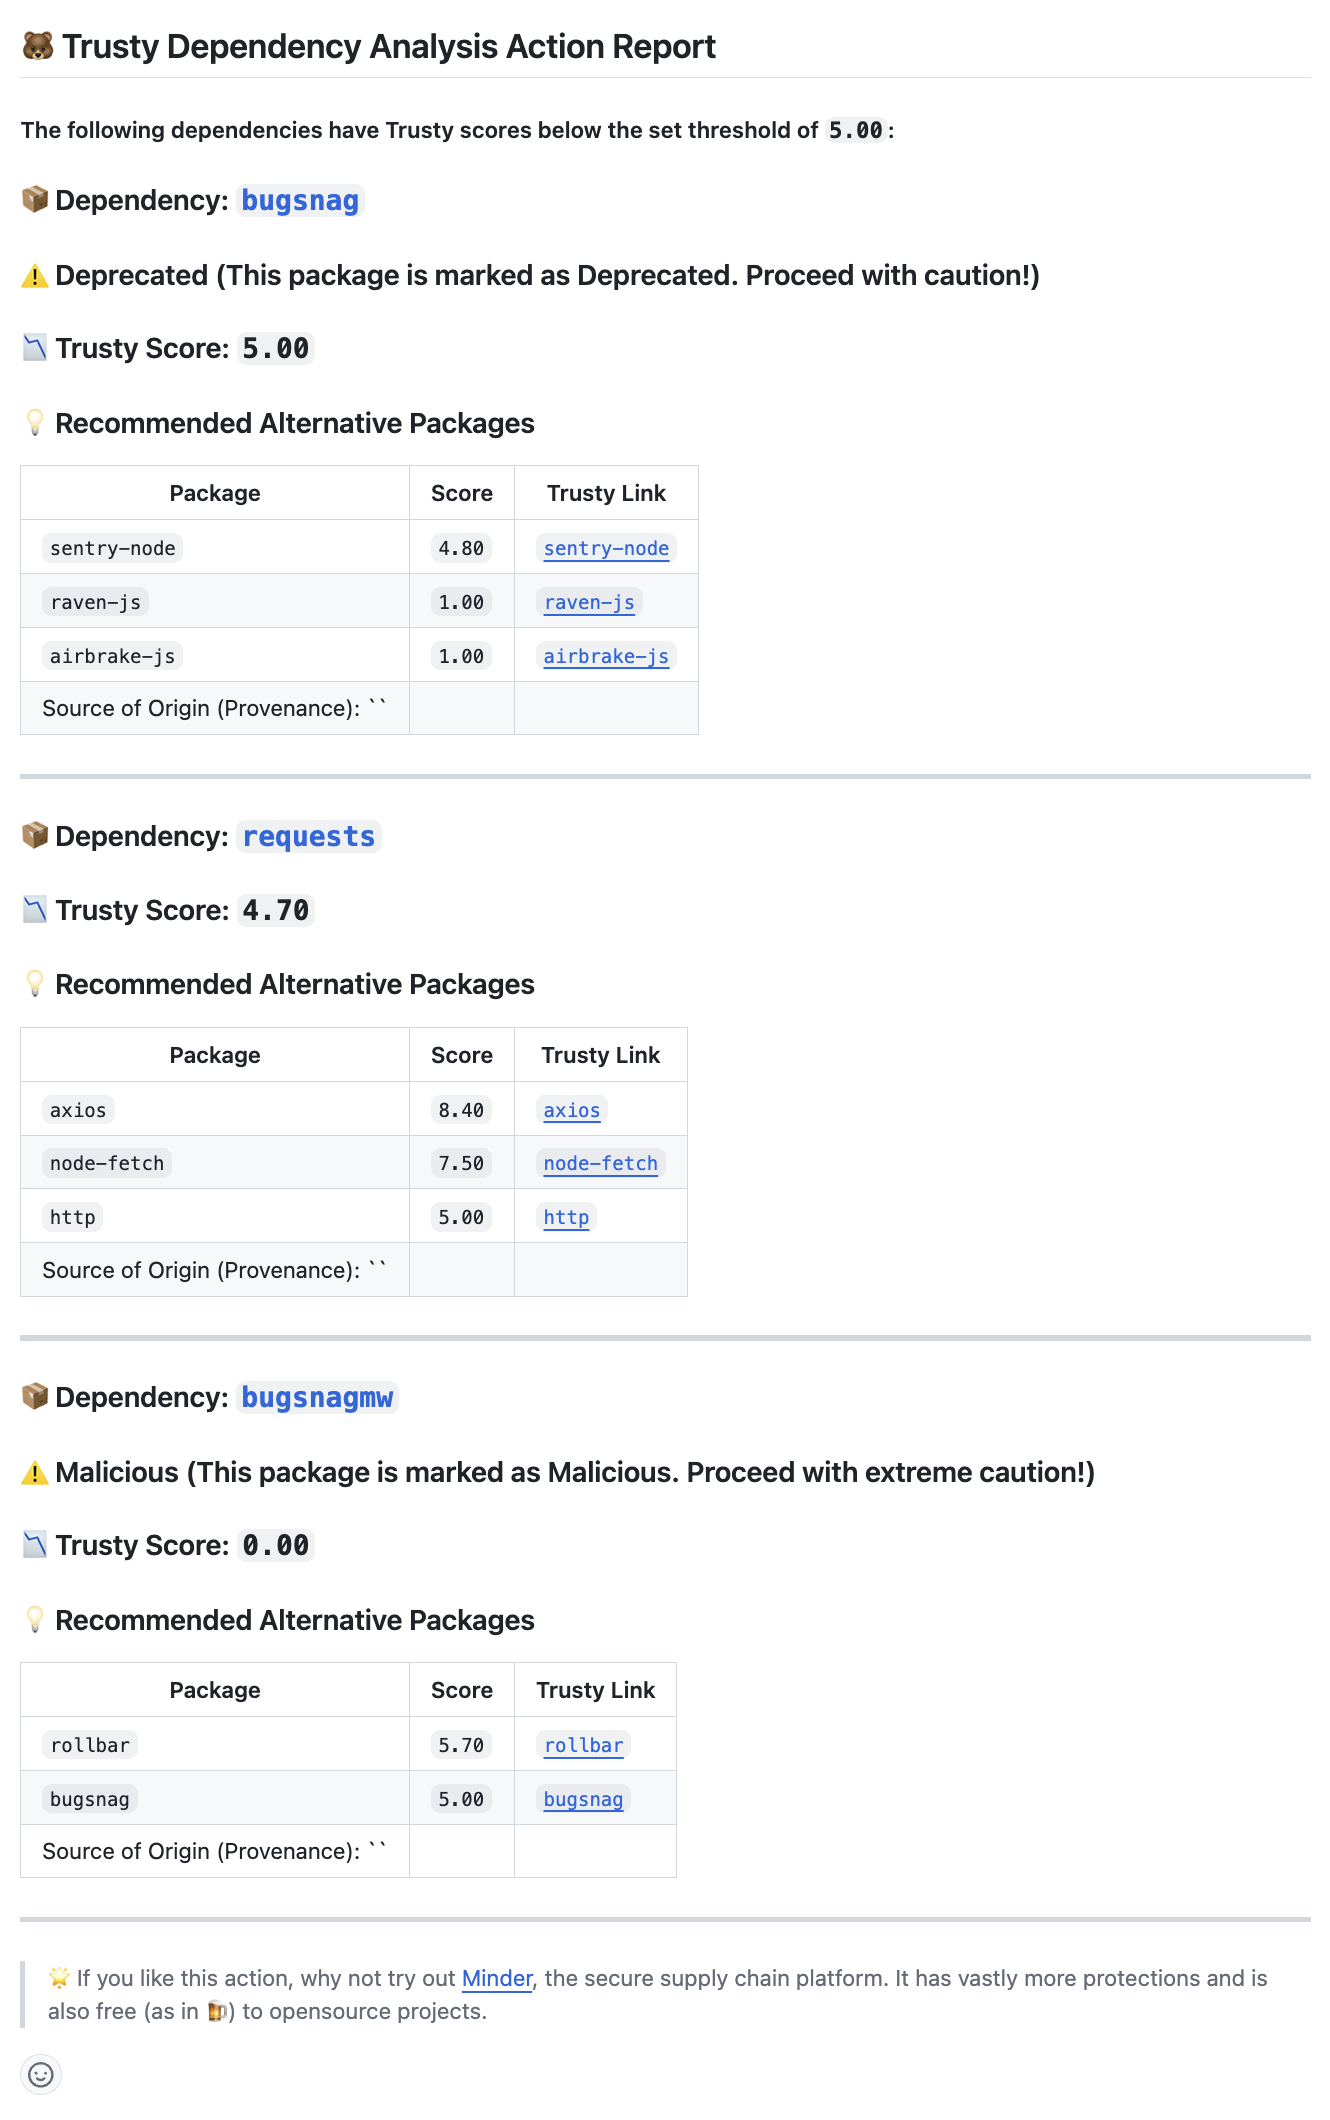 🐻 Trusty Dependency Analysis Action Report
The following dependencies have Trusty scores below the set threshold of 5.00:
📦 Dependency: bugsnag
⚠️ Deprecated (This package is marked as Deprecated. Proceed with caution!)
📉 Trusty Score: 5.00
💡 Recommended Alternative Packages
Package Score Trusty Link
sentry-node 4.80 sentry-node
raven-js 1.00 raven-js
airbrake-js 1.00 airbrake-js
Source of Origin (Provenance): ``
📦 Dependency: requests
📉 Trusty Score: 4.70
💡 Recommended Alternative Packages
Package Score Trusty Link
axios 8.40 axios
node-fetch 7.50 node-fetch
http 5.00 http
Source of Origin (Provenance): ``
📦 Dependency: bugsnagmw
⚠️ Malicious (This package is marked as Malicious. Proceed with extreme caution!)
📉 Trusty Score: 0.00
💡 Recommended Alternative Packages
Package Score Trusty Link
rollbar 5.70 rollbar
bugsnag 5.00 bugsnag
Source of Origin (Provenance): ``
🌟 If you like this action, why not try out Minder, the secure supply chain platform. It has vastly more protections and is
also free (as in 🍺) to opensource projects.